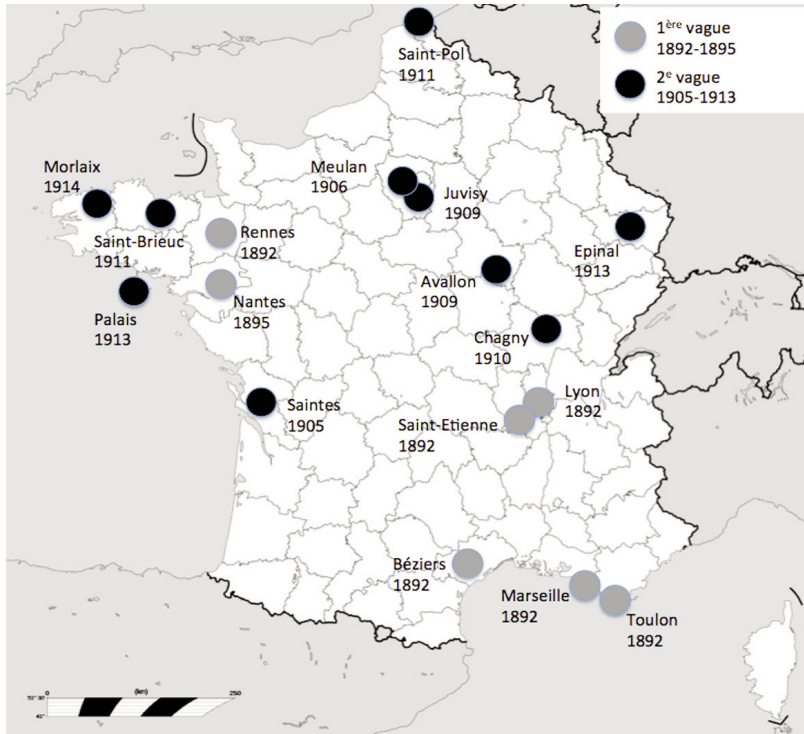 1ère vague
1892-1895
2e vague
1905-1913
Saint-Pol
1911
Morlaix
1914
Meulan
1906
Juvisy
1909
Rennes
1892
Saint-Brieuc
1911
Epinal
1913
Avallon
1909
Nantes
1895
Palais
1913
Chagny
1910
Lyon
1892
Saintes
1905
Saint-Etienne
1892
Béziers
1892
Marseille
1892
Toulon
1892
0 (km) 250
41°